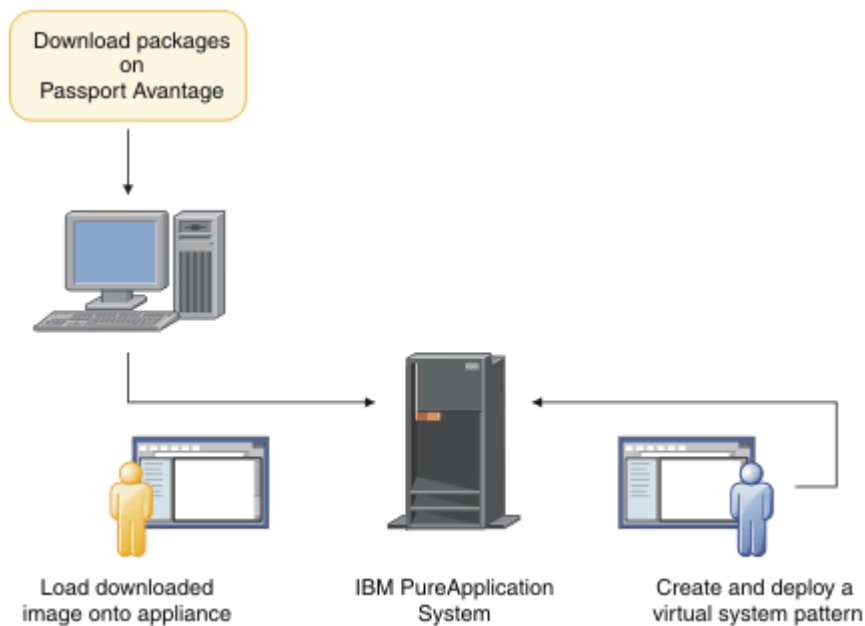 Download packages
on
Passport Avantage
Load downloaded
image onto appliance
IBM PureApplication
System
Create and deploy a
virtual system pattern